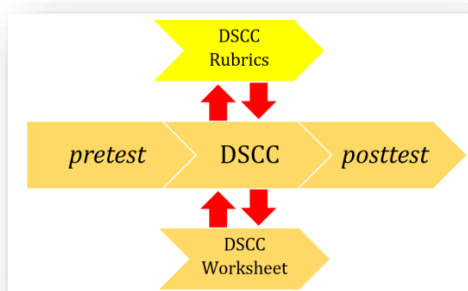 DSCC
Rubrics
pretest DSCC posttest
DSCC
Worksheet